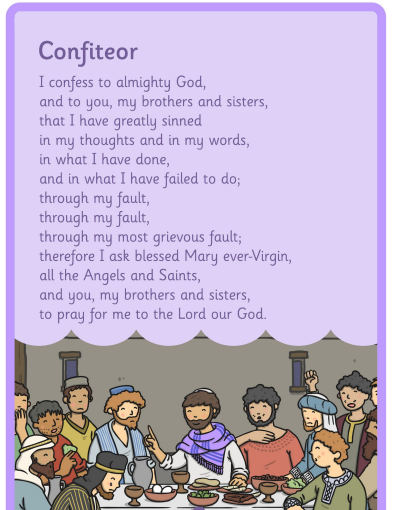 Confiteor
I confess to almighty God,
and to you, my brothers and sisters,
that I have greatly sinned
in my thoughts and in my words,
in what I have done,
and in what I have failed to do;
through my fault,
through my fault,
through my most grievous fault;
therefore I ask blessed Mary ever-Virgin,
all the Angels and Saints,
and you, my brothers and sisters,
to pray for me to the Lord our God.